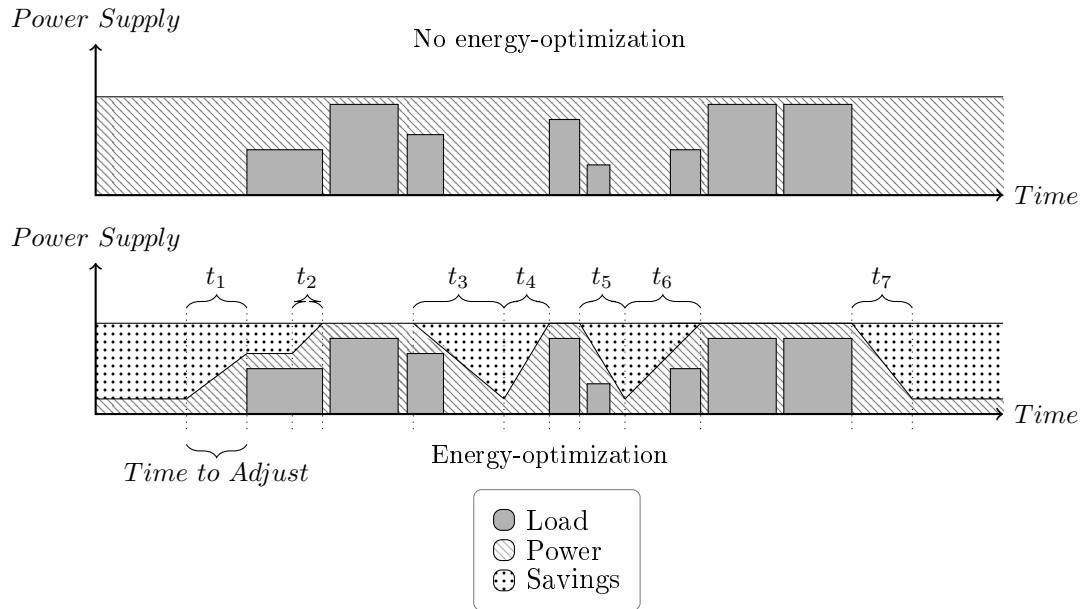 Power Supply
No energy-optimization
Time
Power Supply
t1 t2 t3 t4 t5 t6 t7
Time
Time to Adjust
Energy-optimization
Load
Power
Savings